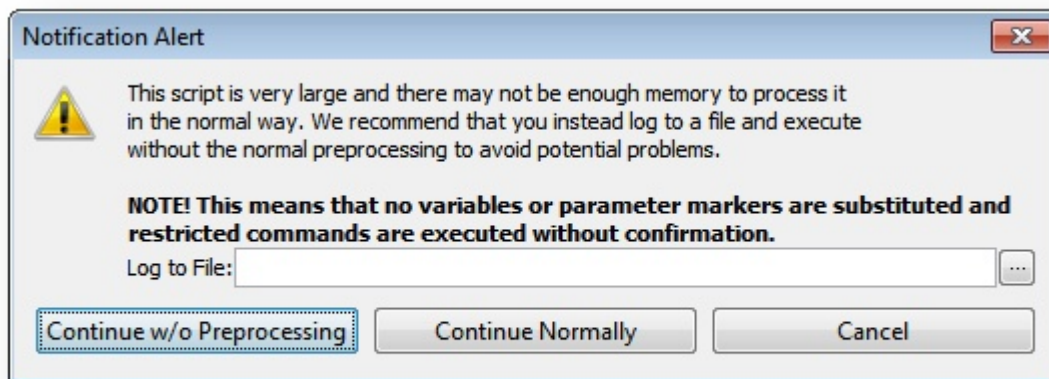 Notification Alert
This script is very large and there may not be enough memory to process it
in the normal way. We recommend that you instead log to a file and execute
without the normal preprocessing to avoid potential problems.
NOTE! This means that no variables or parameter markers are substituted and
restricted commands are executed without confirmation.
Log to File:
...
Continue w/o Preprocessing
Continue Normally
Cancel